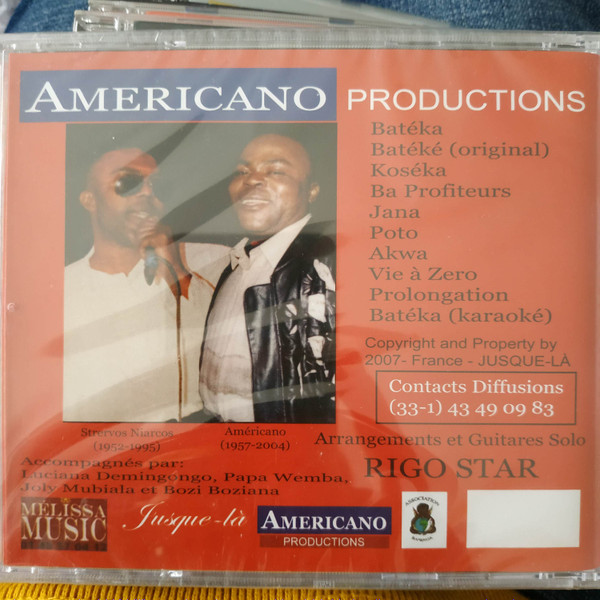 AMERICANO PRODUCTIONS
Batéka
Batéké (original)
Koséka
Ba Profiteurs
Jana
Poto
Akwa
Vie à Zero
Prolongation
Batéka (karaoké)
Copyright and Property by
2007- France - JUSQUE-LÀ
Contacts Diffusions
(33-1) 43 49 09 83
Strervos Niarcos
(1952-1995)
Américano
(1957-2004)
Arrangements et Guitares Solo
RIGO STAR
Accompagnés par:
Luciana Demingongo, Papa Wemba,
Joly Mubiala et Bozi Boziana
MELISSA
MUSIC
Jusque-là
AMERICANO
PRODUCTIONS
ASSOCIATION